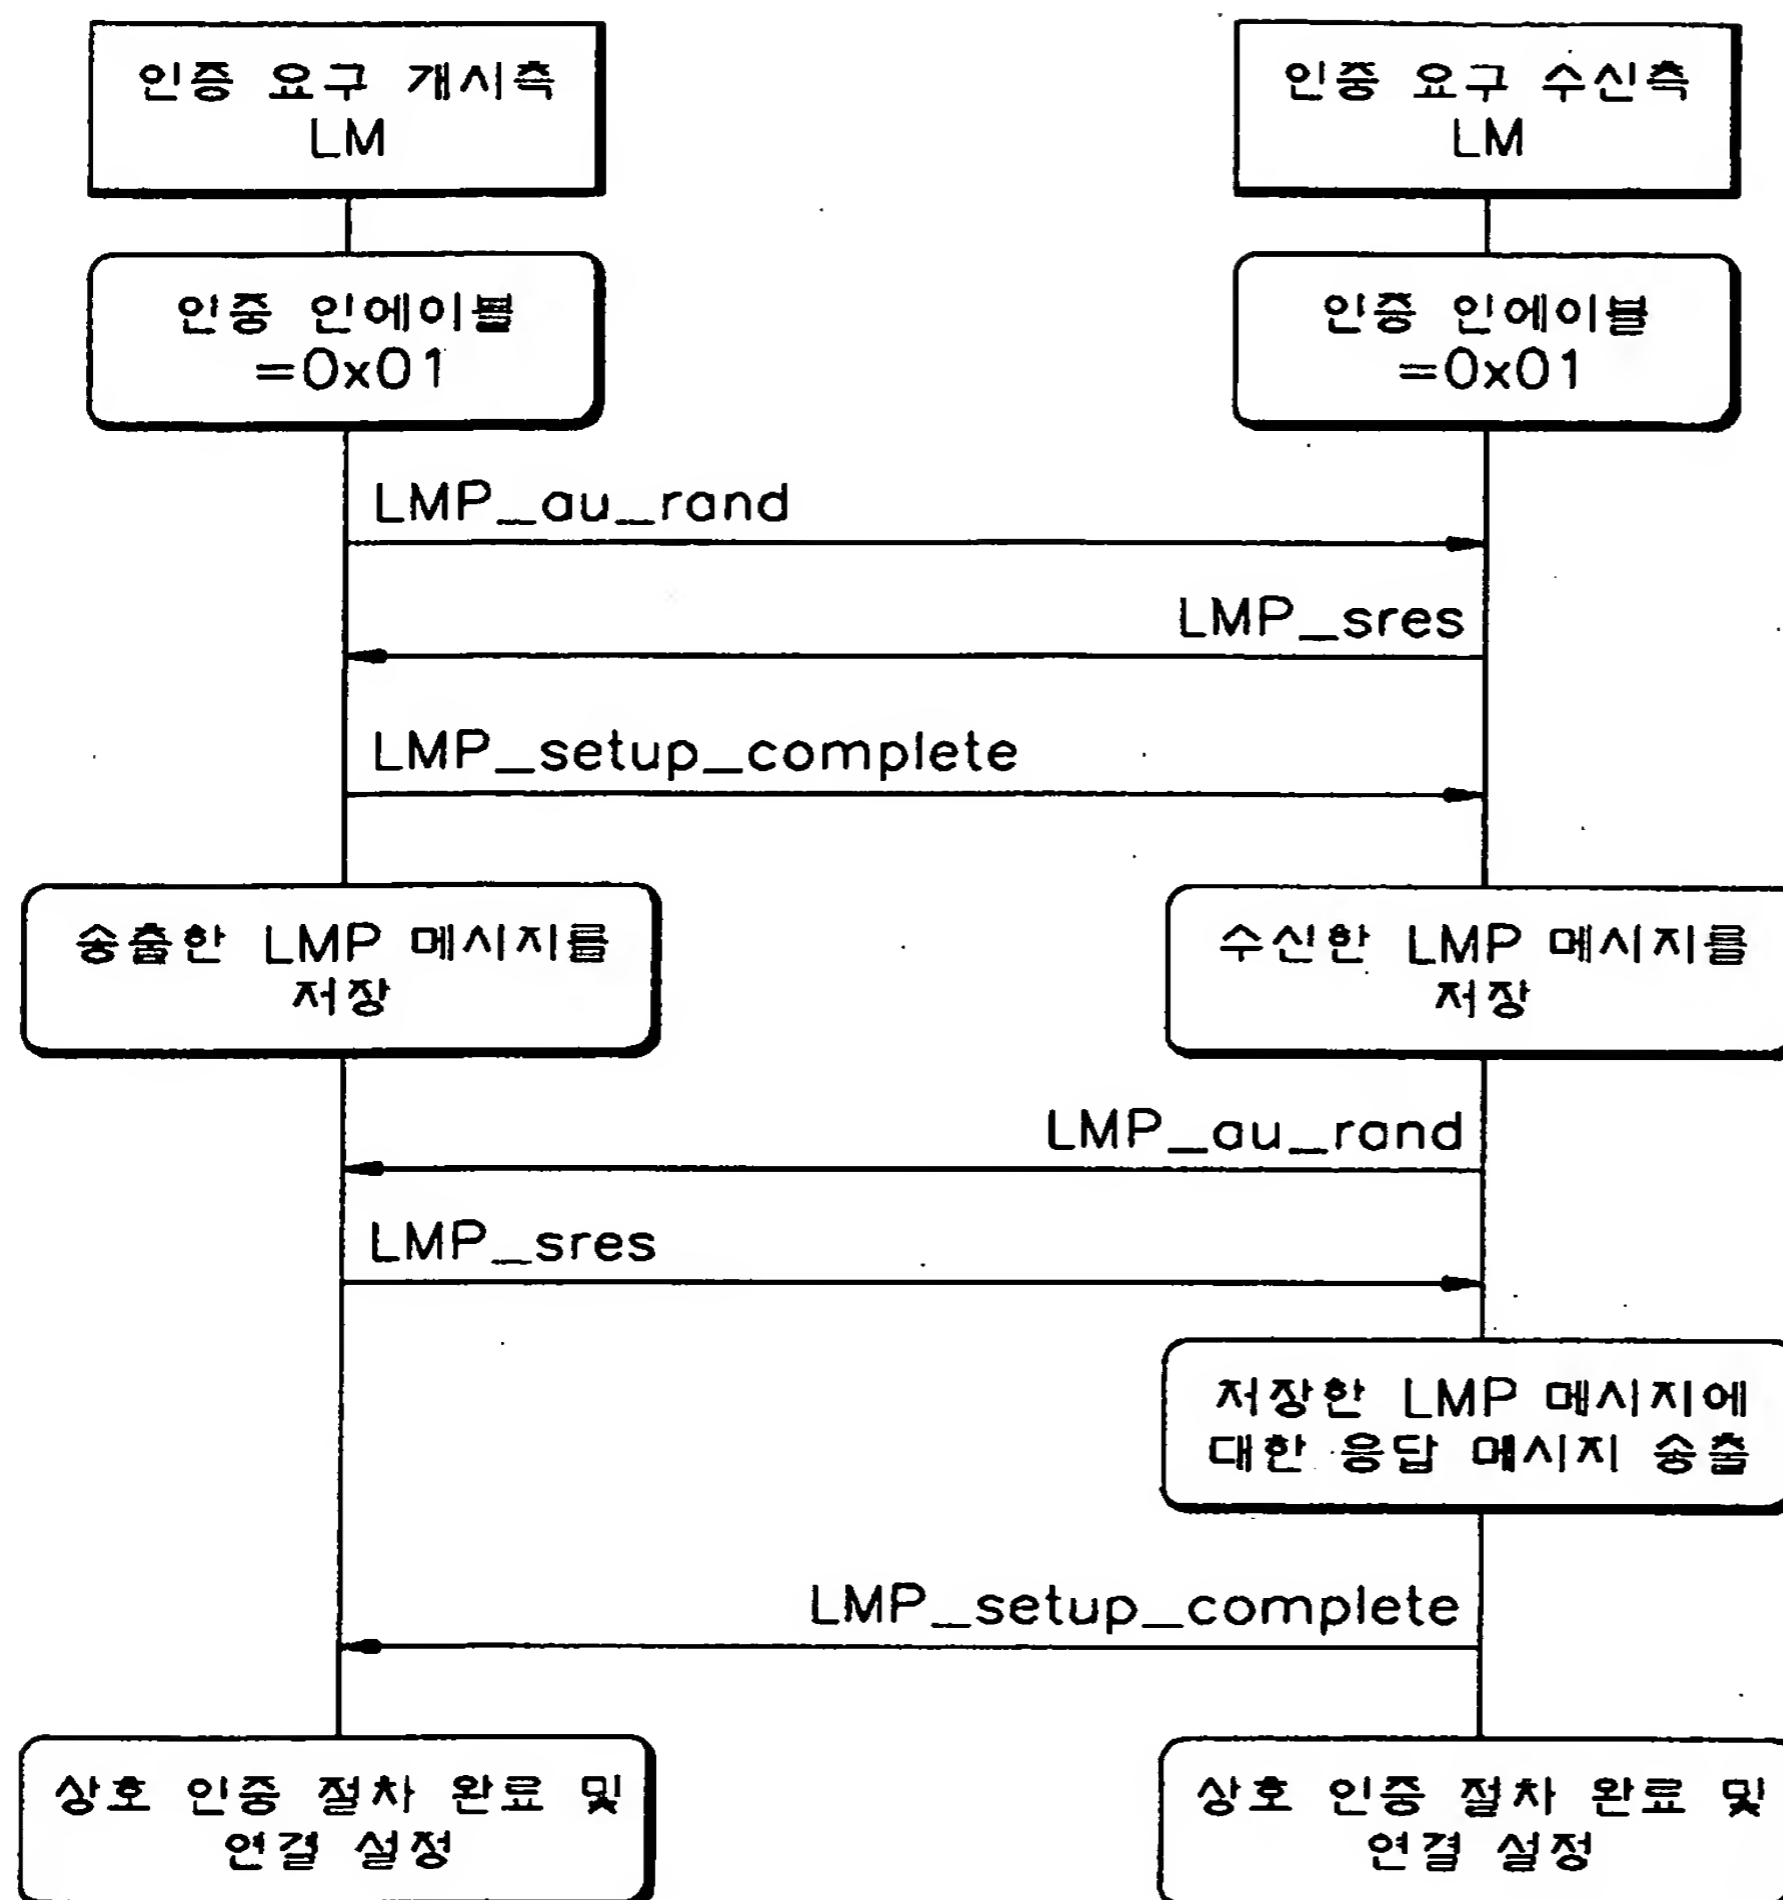 인증 요구 개시측
LM
인증 요구 수신측
LM
인증 인에이블
=0x01
인증 인에이블
=0x01
LMP_au_rand
LMP_sres
LMP_setup_complete
송출한 LMP 메시지를
저장
수신한 LMP 메시지를
저장
LMP_au_rand
LMP_sres
저장한 LMP 메시지에
대한 응답 메시지 송출
LMP_setup_complete
상호 인증 절차 완료 및
연결 설정
상호 인증 절차 완료 및
연결 설정